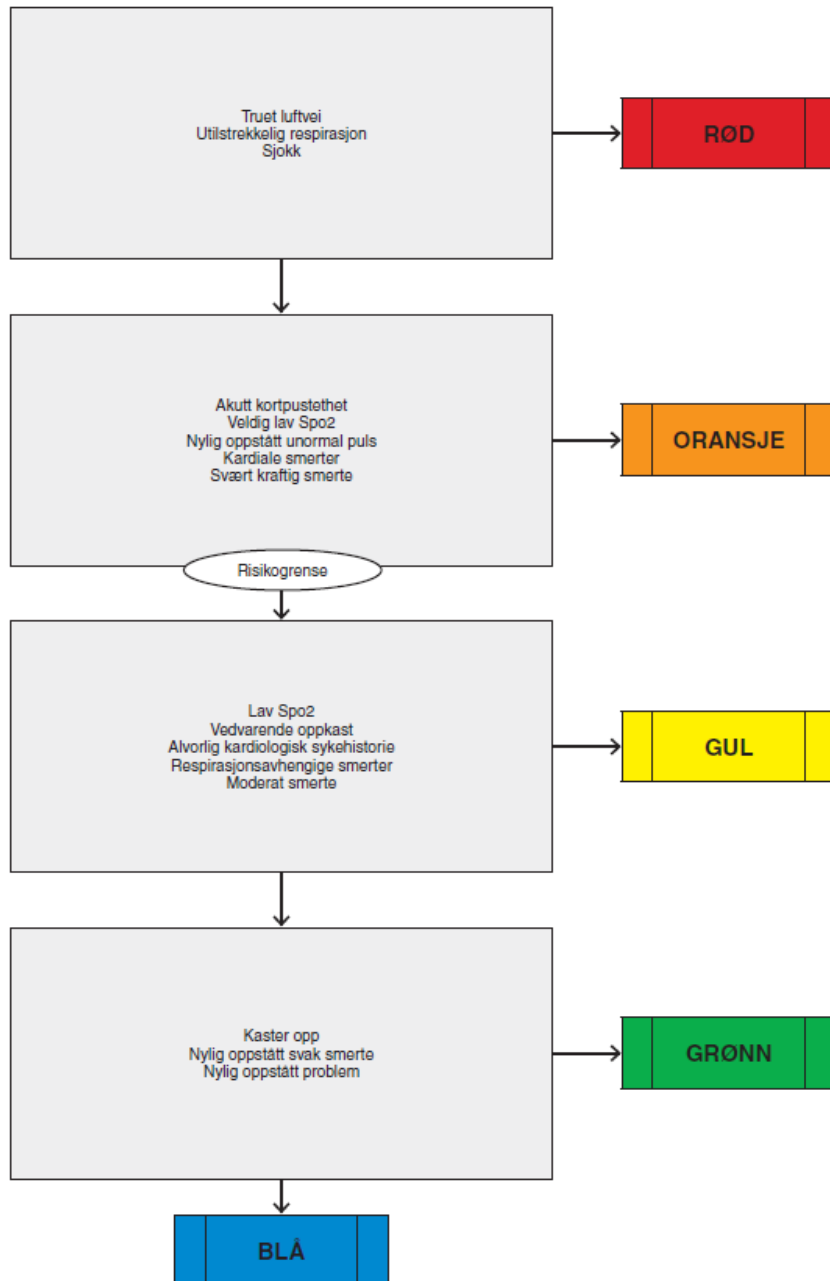 Truet luftvei
Utilstrekkelig respirasjon
Sjokk
RØD
Akutt kortpustethet
Veldig lav Spo2
Nylig oppstått unormal puls
Kardiale smerter
Svært kraftig smerte
ORANSJE
Risikogrense
Lav Spo2
Vedvarende oppkast
Alvorlig kardiologisk sykehistorie
Respirasjonsavhengige smerter
Moderat smerte
GUL
Kaster opp
Nylig oppstått svak smerte
Nylig oppstått problem
GRØNN
BLÅ